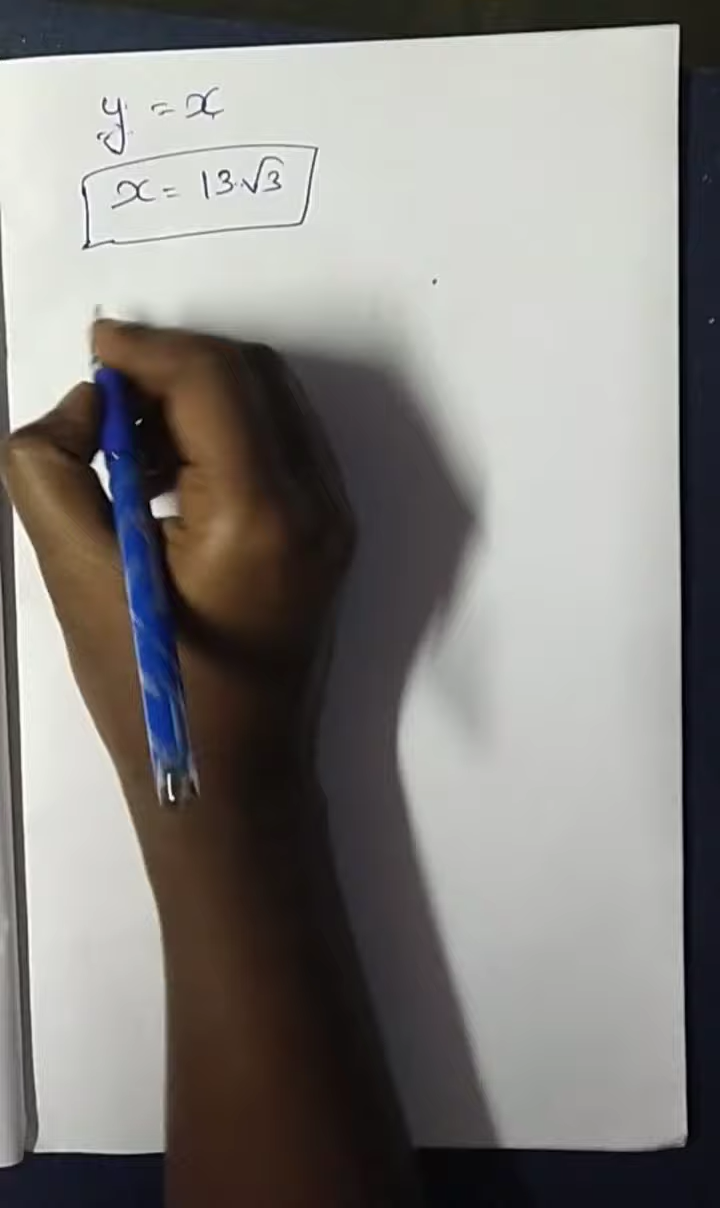 y = x
x = 13.√3